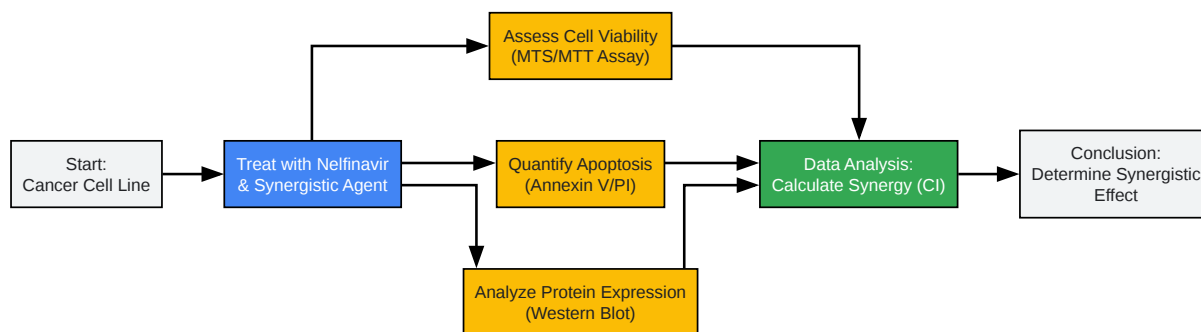 Start:
Cancer Cell Line
Treat with Nelfinavir
& Synergistic Agent
Assess Cell Viability
(MTS/MTT Assay)
Quantify Apoptosis
(Annexin V/PI)
Analyze Protein Expression
(Western Blot)
Data Analysis:
Calculate Synergy (CI)
Conclusion:
Determine Synergistic
Effect